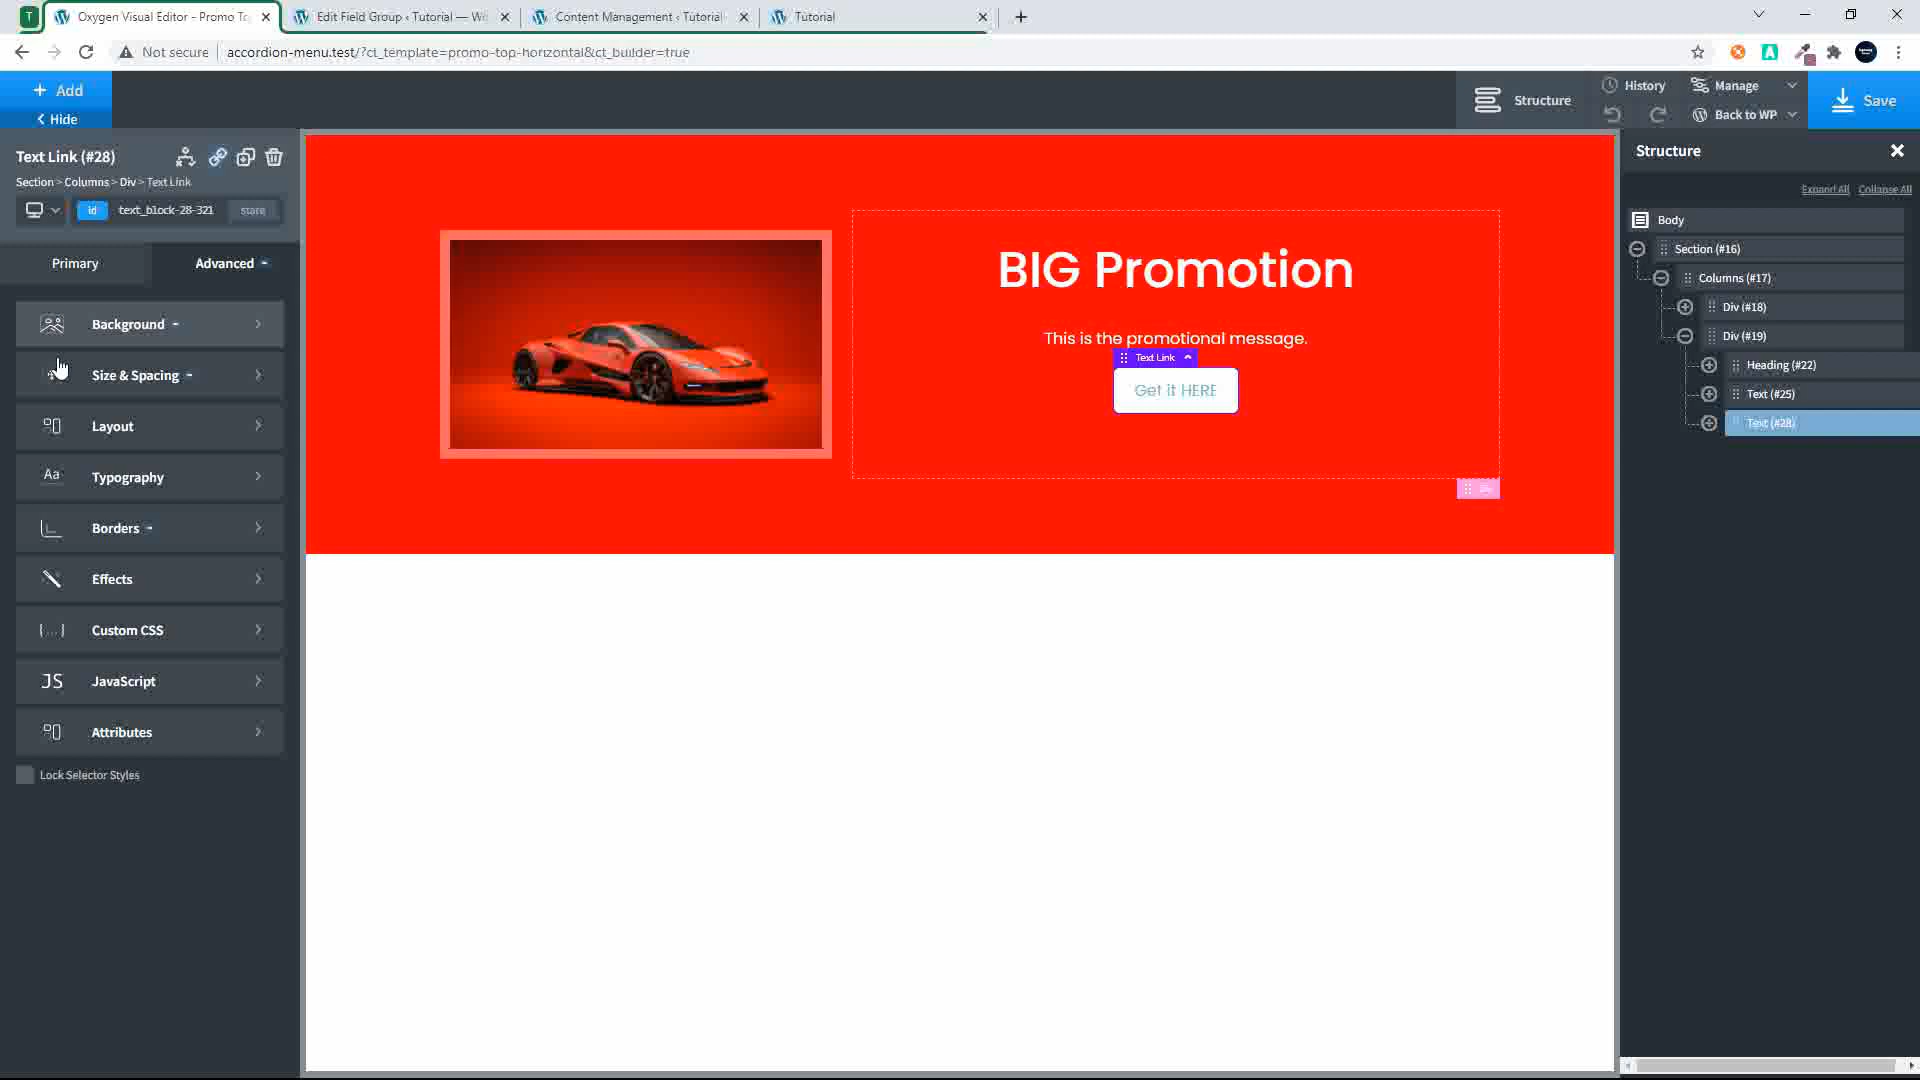 T
Oxygen Visual Editor - Promo To
Edit Field Group ‹ Tutorial — Wo
Content Management ‹ Tutorial
Tutorial
Not secure
accordion-menu.test/?ct_template=promo-top-horizontal&ct_builder=true
A
Add
Hide
Structure
History
Manage
Back to WP
Save
Text Link (#28)
Section > Columns > Div > Text Link
id
text_block-28-321
state
Primary
Advanced
Background
Size & Spacing
Layout
Aa
Typography
Borders
Effects
Custom CSS
JS
JavaScript
Attributes
Lock Selector Styles
BIG Promotion
This is the promotional message.
Text Link
Get it HERE
Structure
Expand All
Collapse All
Body
Section (#16)
Columns (#17)
Div (#18)
Div (#19)
Heading (#22)
Text (#25)
Text (#28)